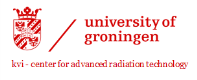 university of
groningen
kvi - center for advanced radiation technology